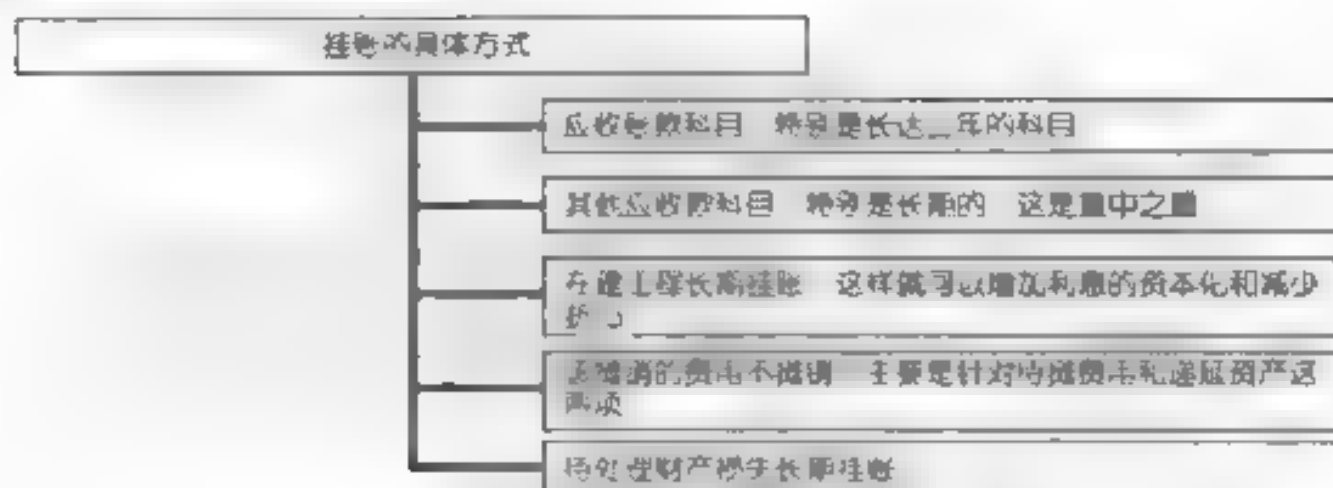 挂账的具体方式
应收账款科目 特别是长达三年的科目
其他应收款科目 特别是长期的 这是重中之重
在建工程长期挂账 这样做可以增加利息的资本化和减少
折旧
该摊销的费用不摊销 主要是针对待摊费用和递延资产这
两项
待处理财产损失长期挂账